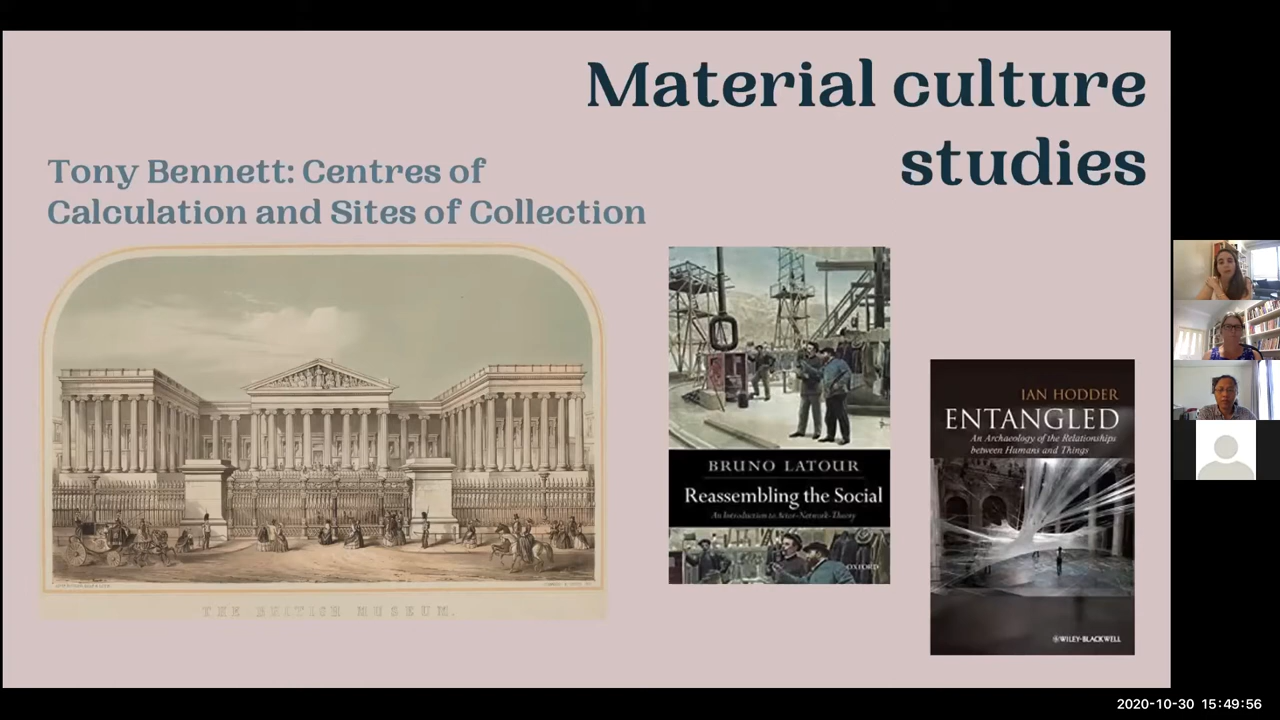 Material culture
studies
Tony Bennett: Centres of
Calculation and Sites of Collection
THE BRITISH MUSEUM.
BRUNO LATOUR
Reassembling the Social
An Introduction to Actor-Network-Theory
OXFORD
IAN HODDER
ENTANGLED
An Archaeology of the Relationships
between Humans and Things
WILEY-BLACKWELL
2020-10-30 15:49:56